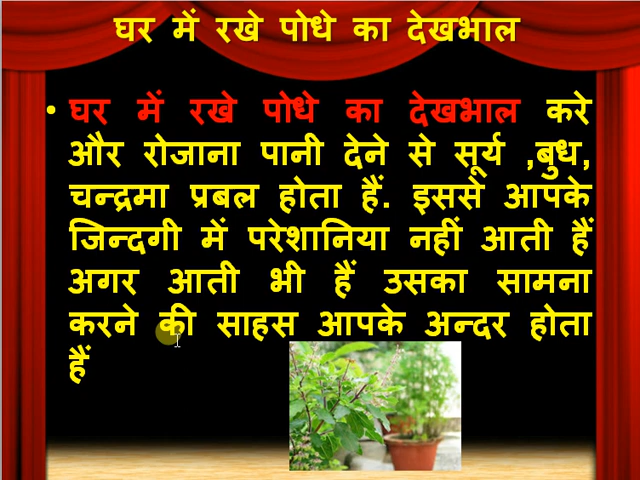 घर में रखे पोधे का देखभाल
• घर में रखे पोधे का देखभाल करे
और रोजाना पानी देने से सूर्य ,बुध,
चन्द्रमा प्रबल होता हैं. इससे आपके
जिन्दगी में परेशानिया नहीं आती हैं
अगर आती भी हैं उसका सामना
करने की साहस आपके अन्दर होता
हैं